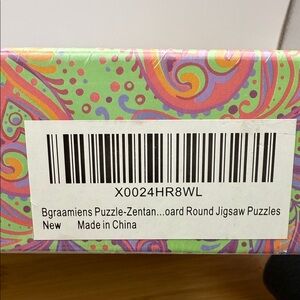 X0024HR8WL
Bgraamiens Puzzle-Zentan...oard Round Jigsaw Puzzles
New Made in China